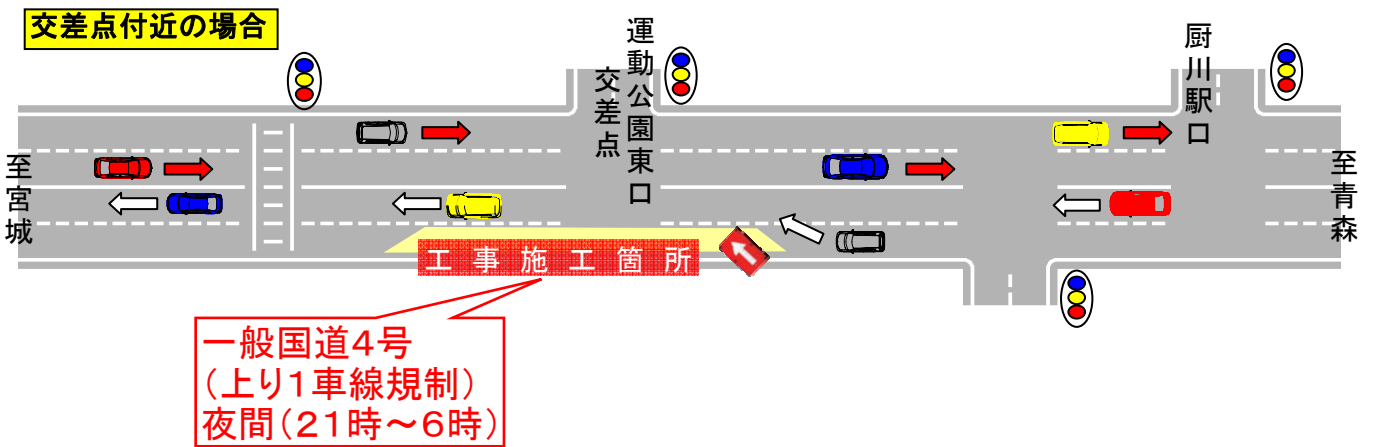 交差点付近の場合
運動公園東口
交差点
厨川駅口
至宮城
至青森
工事施工箇所
一般国道4号
(上り1車線規制)
夜間(21時~6時)